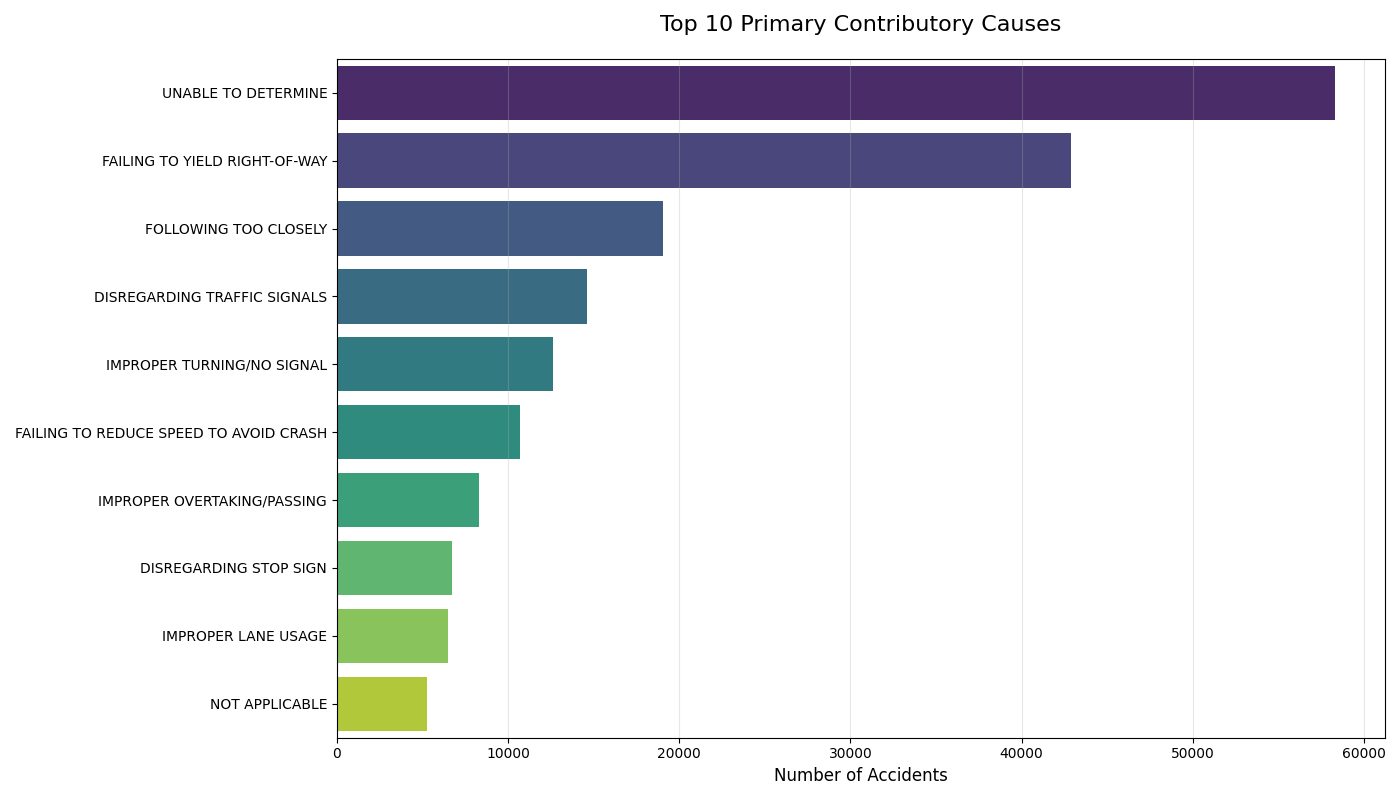 Top 10 Primary Contributory Causes
UNABLE TO DETERMINE
FAILING TO YIELD RIGHT-OF-WAY
FOLLOWING TOO CLOSELY
DISREGARDING TRAFFIC SIGNALS
IMPROPER TURNING/NO SIGNAL
FAILING TO REDUCE SPEED TO AVOID CRASH
IMPROPER OVERTAKING/PASSING
DISREGARDING STOP SIGN
IMPROPER LANE USAGE
NOT APPLICABLE
0 10000 20000 30000 40000 50000 60000
Number of Accidents